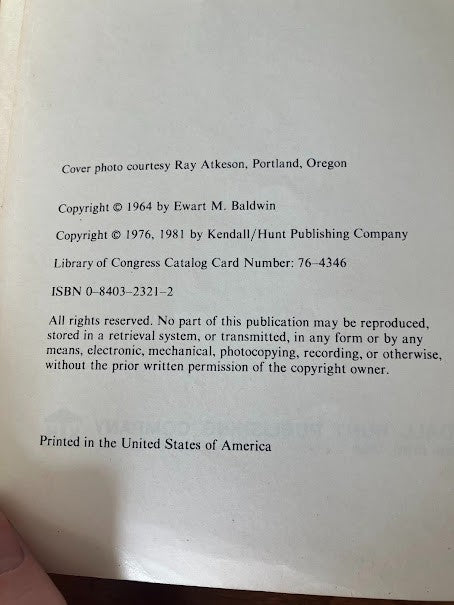 Cover photo courtesy Ray Atkeson, Portland, Oregon
Copyright © 1964 by Ewart M. Baldwin
Copyright © 1976, 1981 by Kendall/Hunt Publishing Company
Library of Congress Catalog Card Number: 76–4346
ISBN 0–8403–2321–2
All rights reserved. No part of this publication may be reproduced,
stored in a retrieval system, or transmitted, in any form or by any
means, electronic, mechanical, photocopying, recording, or otherwise,
without the prior written permission of the copyright owner.
Printed in the United States of America